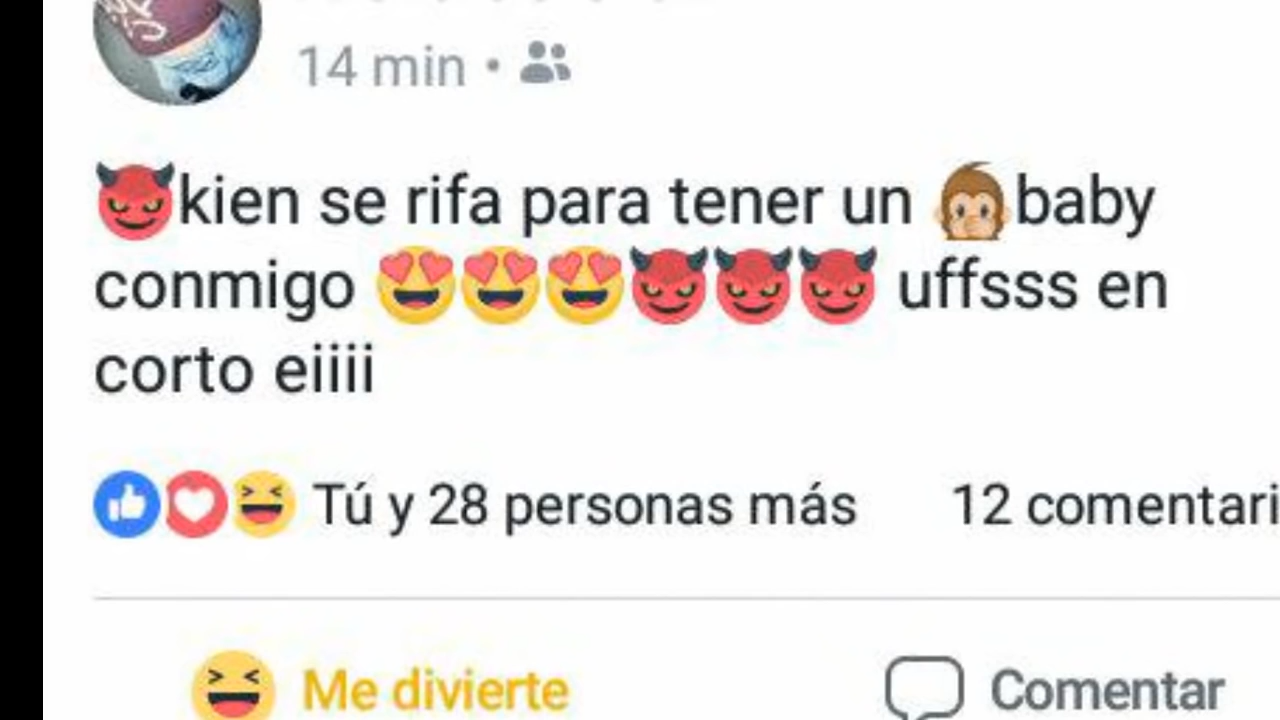 14 min •
😈kien se rifa para tener un 🙊baby
conmigo 😍😍😍😈😈😈 uffsss en
corto eiiii
Tú y 28 personas más 12 comentari
Me divierte Comentar